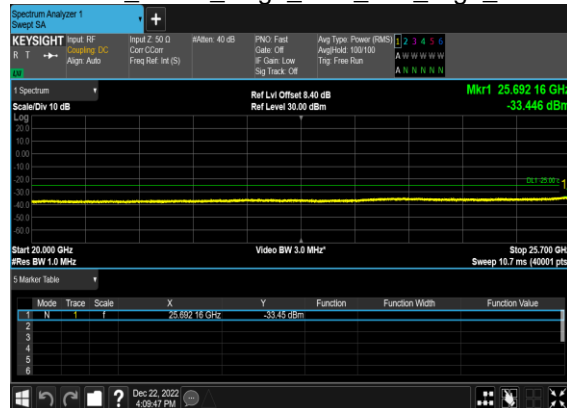 Spectrum Analyzer 1
Swept SA
+
KEYSIGHT Input: RF Input Z: 50 Ω #Atten: 40 dB PNO: Fast Avg Type: Power (RMS) 1 2 3 4 5 6
R T Coupling: DC Corr CCorr Gate: Off Avg|Hold: 100/100 A W W W W W
Align: Auto Freq Ref: Int (S) IF Gain: Low Trig: Free Run A N N N N N
Sig Track: Off
1 Spectrum Ref Lvl Offset 8.40 dB Mkr1 25.692 16 GHz
Scale/Div 10 dB Ref Level 30.00 dBm -33.446 dBm
Log
20.0
10.0
0.00
-10.0
-20.0 DL1 -25.00
-30.0 1
-40.0
-50.0
-60.0
Start 20.000 GHz Video BW 3.0 MHz* Stop 25.700 GHz
#Res BW 1.0 MHz Sweep 10.7 ms (40001 pts)
5 Marker Table
Mode Trace Scale X Y Function Function Width Function Value
1 N 1 f 25.692 16 GHz -33.45 dBm
2
3
4
5
6
? Dec 22, 2022
4:09:47 PM